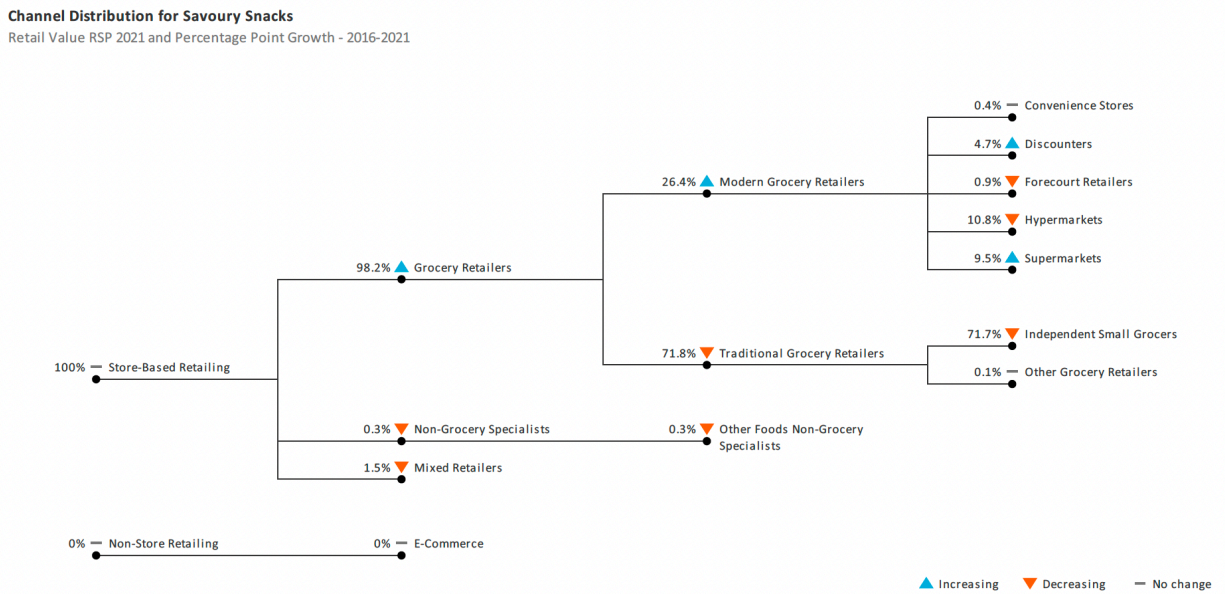 Channel Distribution for Savoury Snacks
Retail Value RSP 2021 and Percentage Point Growth - 2016-2021
0.4% Convenience Stores
4.7% Discounters
26.4% Modern Grocery Retailers
0.9% Forecourt Retailers
10.8% Hypermarkets
9.5% Supermarkets
98.2% Grocery Retailers
71.7% Independent Small Grocers
71.8% Traditional Grocery Retailers
100% Store-Based Retailing
0.1% Other Grocery Retailers
0.3% Non-Grocery Specialists
0.3% Other Foods Non-Grocery
Specialists
1.5% Mixed Retailers
0% Non-Store Retailing
0% E-Commerce
Increasing
Decreasing
No change